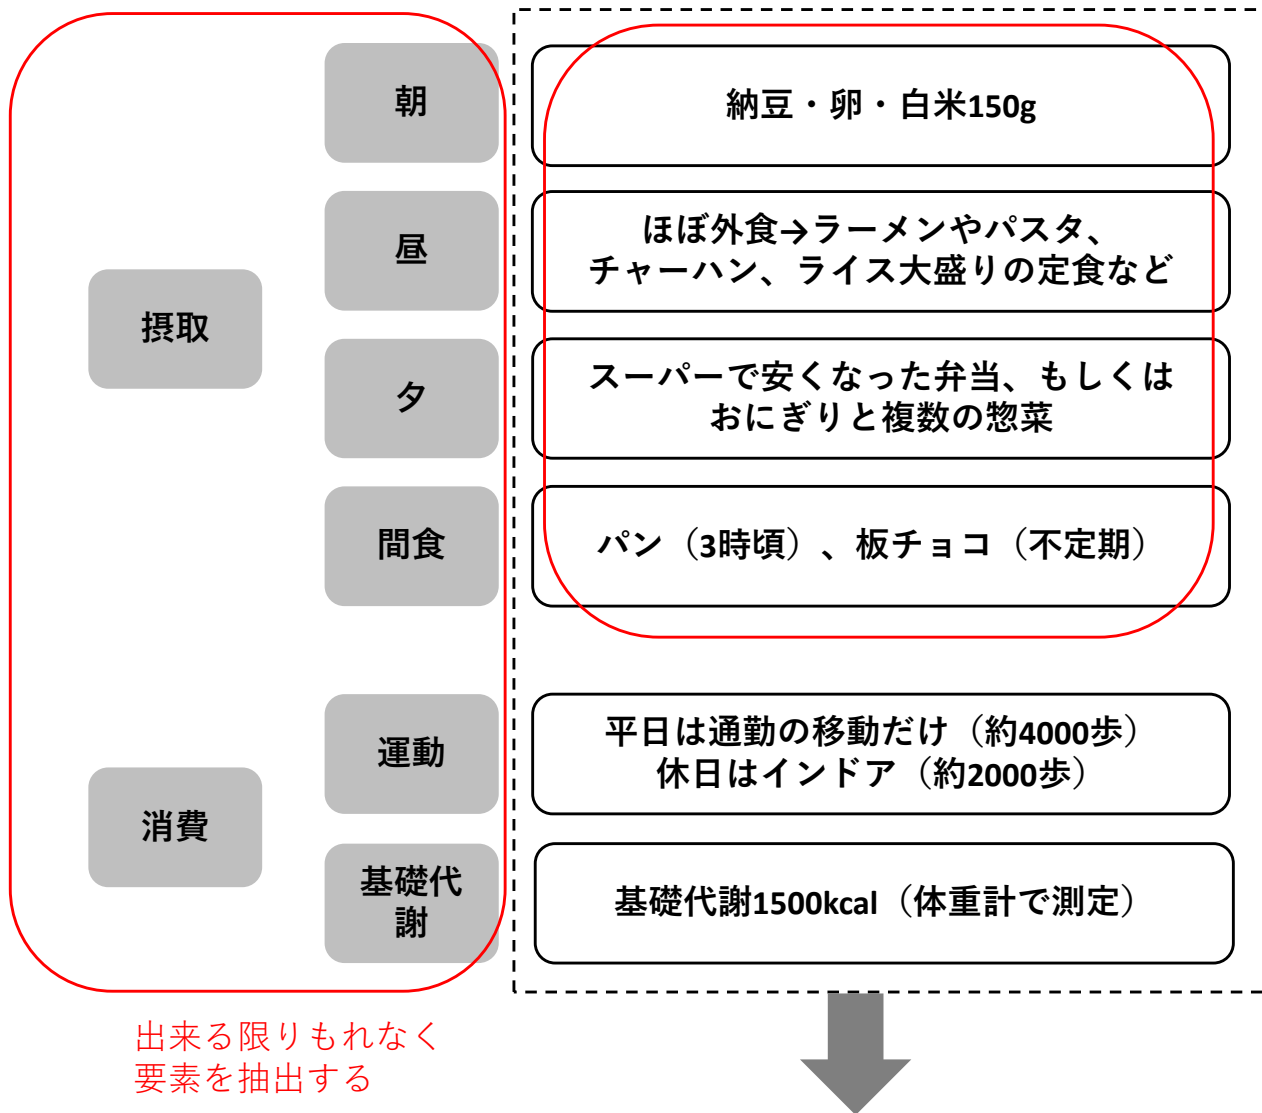 朝
納豆・卵・白米150g
昼
ほぼ外食→ラーメンやパスタ、
チャーハン、ライス大盛りの定食など
摂取
夕
スーパーで安くなった弁当、もしくは
おにぎりと複数の惣菜
間食
パン（3時頃）、板チョコ（不定期）
運動
平日は通勤の移動だけ（約4000歩）
休日はインドア（約2000歩）
消費
基礎代
謝
基礎代謝1500kcal（体重計で測定）
出来る限りもれなく
要素を抽出する